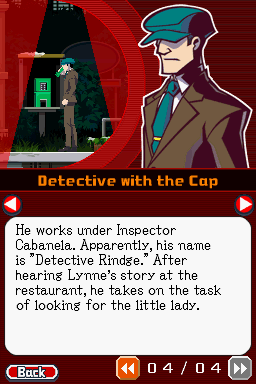 Detective with the Cap
He works under Inspector
Cabanela. Apparently, his name
is "Detective Rindge." After
hearing Lynne's story at the
restaurant, he takes on the task
of looking for the little lady.
Back
04/04